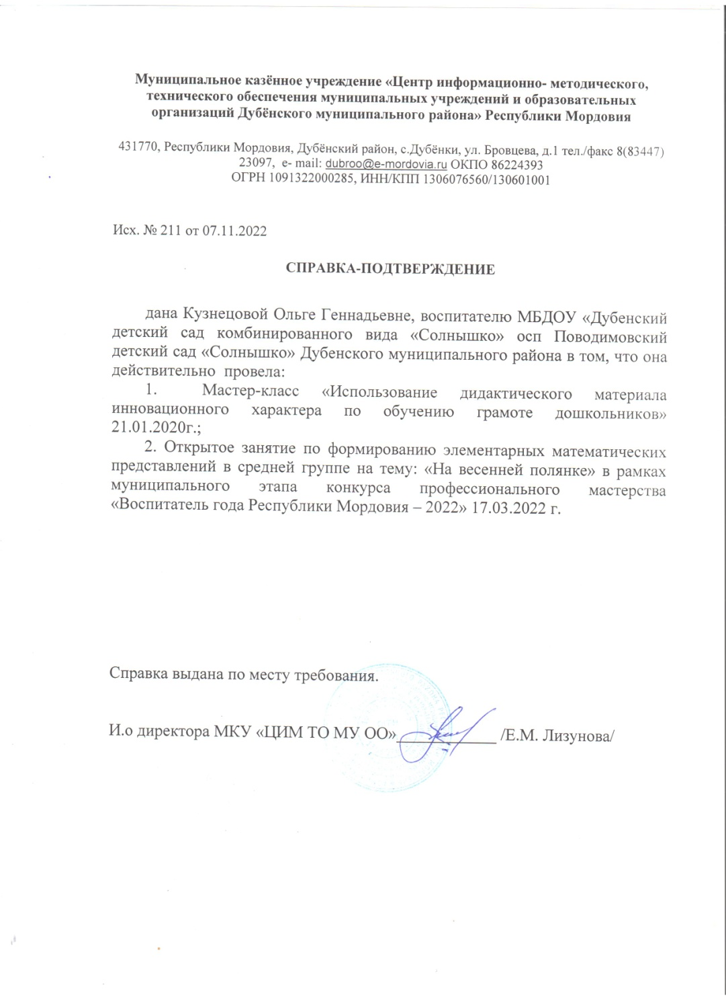 Муниципальное казённое учреждение «Центр информационно- методического,
технического обеспечения муниципальных учреждений и образовательных
организаций Дубёнского муниципального района» Республики Мордовия
431770, Республики Мордовия, Дубёнский район, с.Дубёнки, ул. Бровцева, д.1 тел./факс 8(83447)
23097, е- mail: dubroo@e-mordovia.ru ОКПО 86224393
ОГРН 1091322000285, ИНН/КПП 1306076560/130601001
Исх. № 211 от 07.11.2022
СПРАВКА-ПОДТВЕРЖДЕНИЕ
дана Кузнецовой Ольге Геннадьевне, воспитателю МБДОУ «Дубенский
детский сад комбинированного вида «Солнышко» осп Поводимовский
детский сад «Солнышко» Дубенского муниципального района в том, что она
действительно провела:
1. Мастер-класс «Использование дидактического материала
инновационного характера по обучению грамоте дошкольников»
21.01.2020г.;
2. Открытое занятие по формированию элементарных математических
представлений в средней группе на тему: «На весенней полянке» в рамках
муниципального этапа конкурса профессионального мастерства
«Воспитатель года Республики Мордовия – 2022» 17.03.2022 г.
Справка выдана по месту требования.
И.о директора МКУ «ЦИМ ТО МУ ОО»____________ /Е.М. Лизунова/